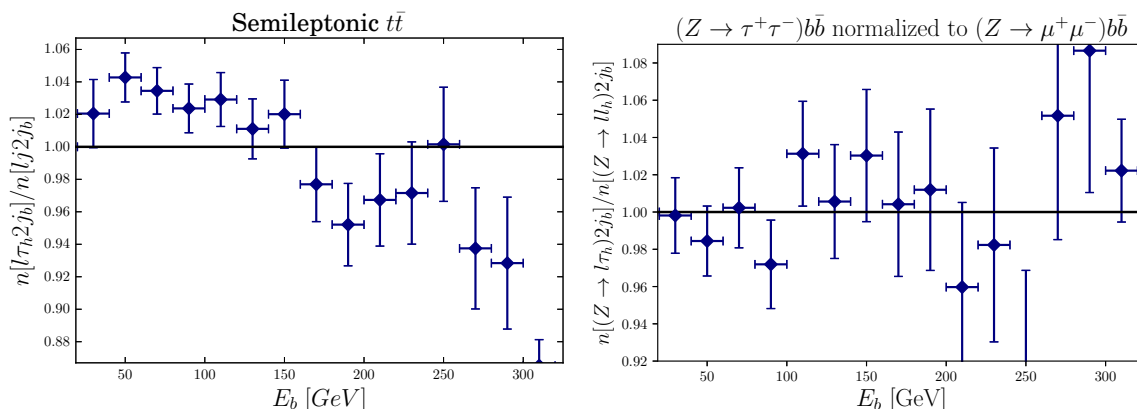 Semileptonic $t\bar{t}$
1.06
1.04
1.02
1.00
0.98
0.96
0.94
0.92
0.90
0.88
$n[l\tau_h 2j_b]/n[lj2j_b]$
50 100 150 200 250 300
$E_b$ $[GeV]$
$(Z \to \tau^+\tau^-)b\bar{b}$ normalized to $(Z \to \mu^+\mu^-)b\bar{b}$
1.08
1.06
1.04
1.02
1.00
0.98
0.96
0.94
0.92
$n[(Z \to l\tau_h)2j_b]/n[(Z \to ll_h)2j_b]$
50 100 150 200 250 300
$E_b$ [GeV]